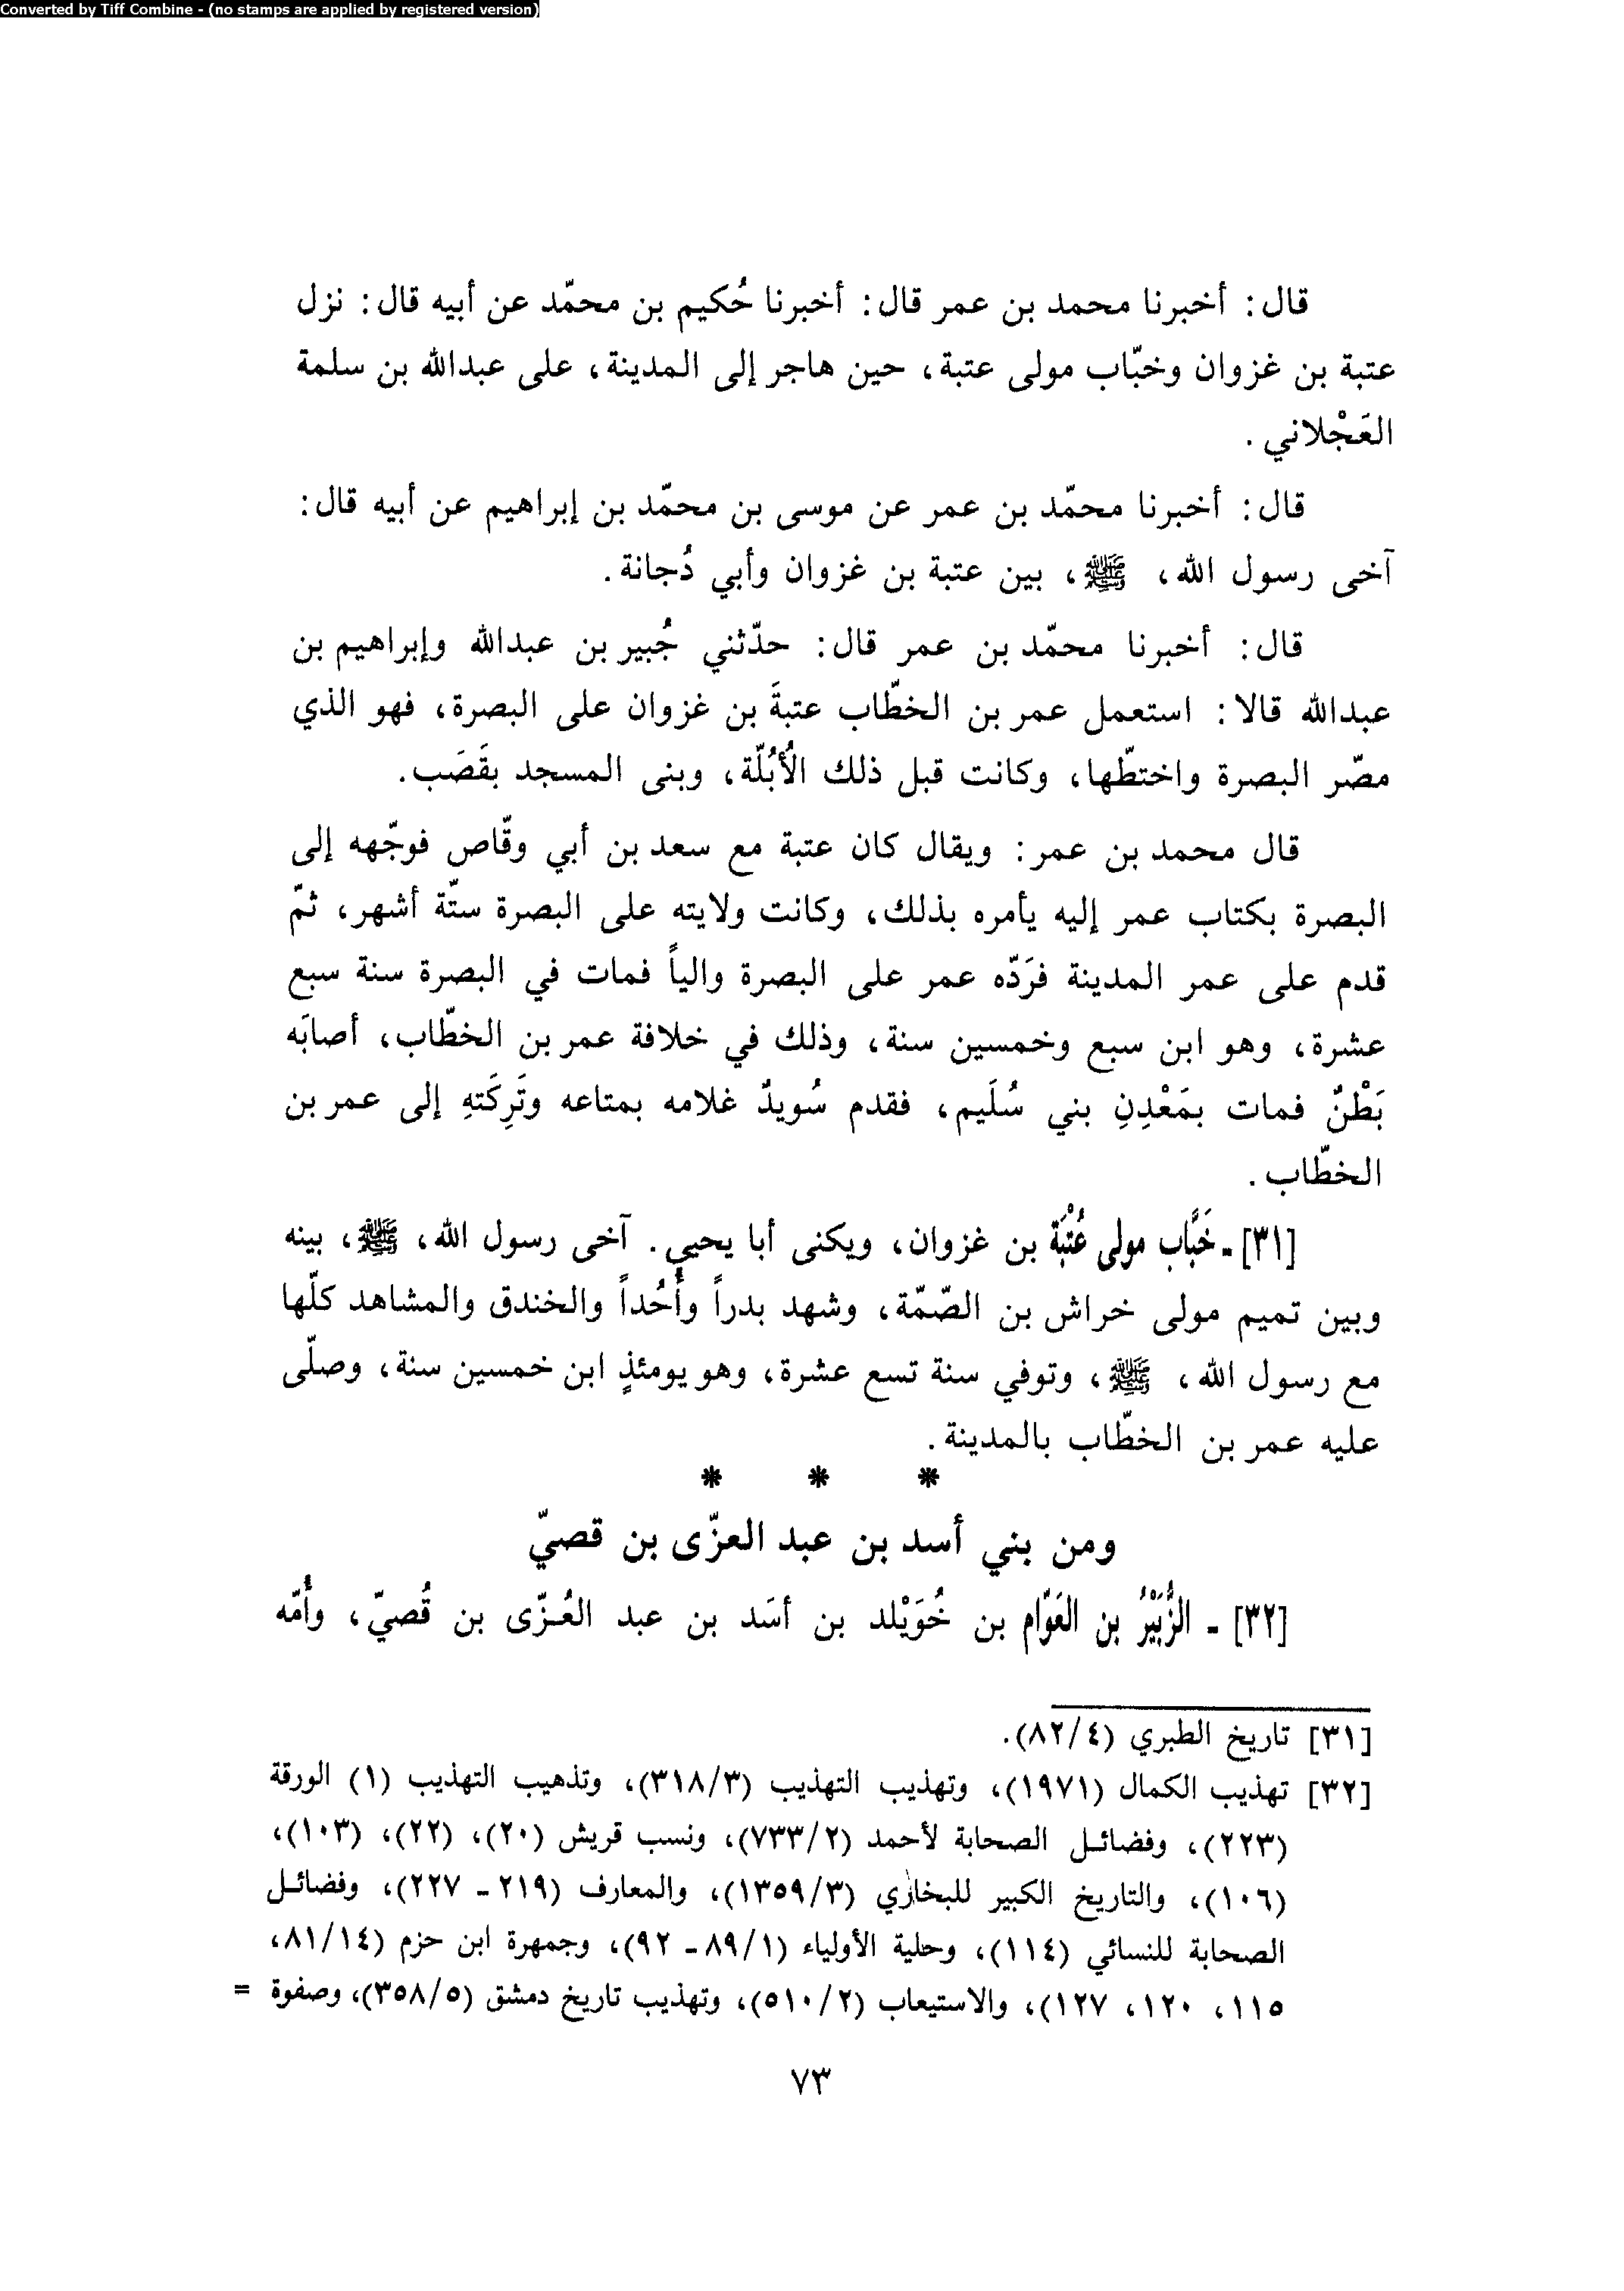 Converted by Tiff Combine - (no stamps are applied by registered version)
قال: أخبرنا محمد بن عمر قال: أخبرنا حُكيم بن محمّد عن أبيه قال: نزل
عتبة بن غزوان وخبّاب مولى عتبة، حين هاجر إلى المدينة، على عبدالله بن سلمة
العَجْلاني.
قال: أخبرنا محمّد بن عمر عن موسى بن محمّد بن إبراهيم عن أبيه قال:
آخى رسول الله، ﷺ، بين عتبة بن غزوان وأبي دُجانة.
قال: أخبرنا محمّد بن عمر قال: حدّثني جُبير بن عبدالله وإبراهيم بن
عبدالله قالا: استعمل عمر بن الخطّاب عتبةَ بن غزوان على البصرة، فهو الذي
مصّر البصرة واختطّها، وكانت قبل ذلك الأُبُلّة، وبنى المسجد بقَصَب.
قال محمد بن عمر: ويقال كان عتبة مع سعد بن أبي وقّاص فوجّهه إلى
البصرة بكتاب عمر إليه يأمره بذلك، وكانت ولايته على البصرة ستّة أشهر، ثمّ
قدم على عمر المدينة فرَدّه عمر على البصرة والياً فمات في البصرة سنة سبع
عشرة، وهو ابن سبع وخمسين سنة، وذلك في خلافة عمر بن الخطّاب، أصابَه
بَطْنٌ فمات بمَعْدِنِ بني سُلَيم، فقدم سُويدٌ غلامه بمتاعه وتَرِكَتهِ إلى عمر بن
الخطّاب.
[٣١] - خَبَّاب مولى عُتْبَة بن غزوان، ويكنى أبا يحيي. آخى رسول الله، ﷺ، بينه
وبين تميم مولى خراش بن الصّمّة، وشهد بدراً وأُحُداً والخندق والمشاهد كلّها
مع رسول الله، ﷺ، وتوفي سنة تسع عشرة، وهو يومئذٍ ابن خمسين سنة، وصلّى
عليه عمر بن الخطّاب بالمدينة.
* * *
ومن بني أسد بن عبد العزّى بن قصيّ
[٣٢] - الزُّبَيْرُ بن العَوّام بن خُوَيْلد بن أسَد بن عبد العُـزّى بن قُصيّ، وأُمّه
[٣١] تاريخ الطبري (٨٢/٤).
[٣٢] تهذيب الكمال (١٩٧١)، وتهذيب التهذيب (٣١٨/٣)، وتذهيب التهذيب (١) الورقة
(٢٢٣)، وفضائـل الصحابة لأحمد (٧٣٣/٢)، ونسب قريش (٢٠)، (٢٢)، (١٠٣)،
(١٠٦)، والتاريخ الكبير للبخاري (١٣٥٩/٣)، والمعارف (٢١٩ - ٢٢٧)، وفضائـل
الصحابة للنسائي (١١٤)، وحلية الأولياء (٨٩/١ - ٩٢)، وجمهرة ابن حزم (٨١/١٤،
١١٥، ١٢٠، ١٢٧)، والاستيعاب (٥١٠/٢)، وتهذيب تاريخ دمشق (٣٥٨/٥)، وصفوة =
٧٣